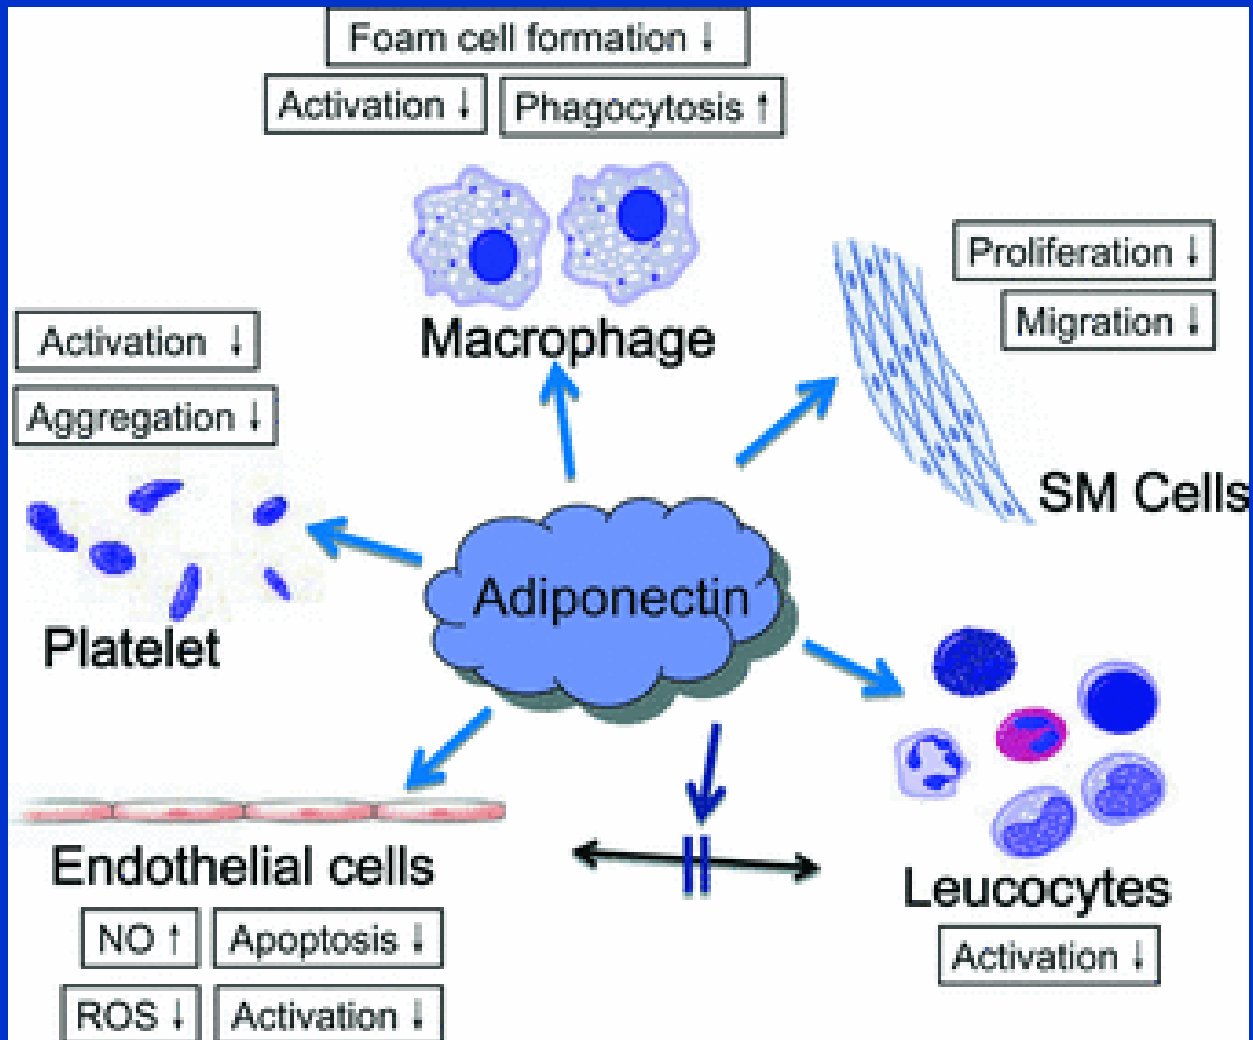 Foam cell formation ↓
Activation ↓ Phagocytosis ↑
Macrophage
Proliferation ↓
Migration ↓
SM Cells
Activation ↓
Aggregation ↓
Platelet
Adiponectin
Endothelial cells
NO ↑ Apoptosis ↓
ROS ↓ Activation ↓
Leucocytes
Activation ↓